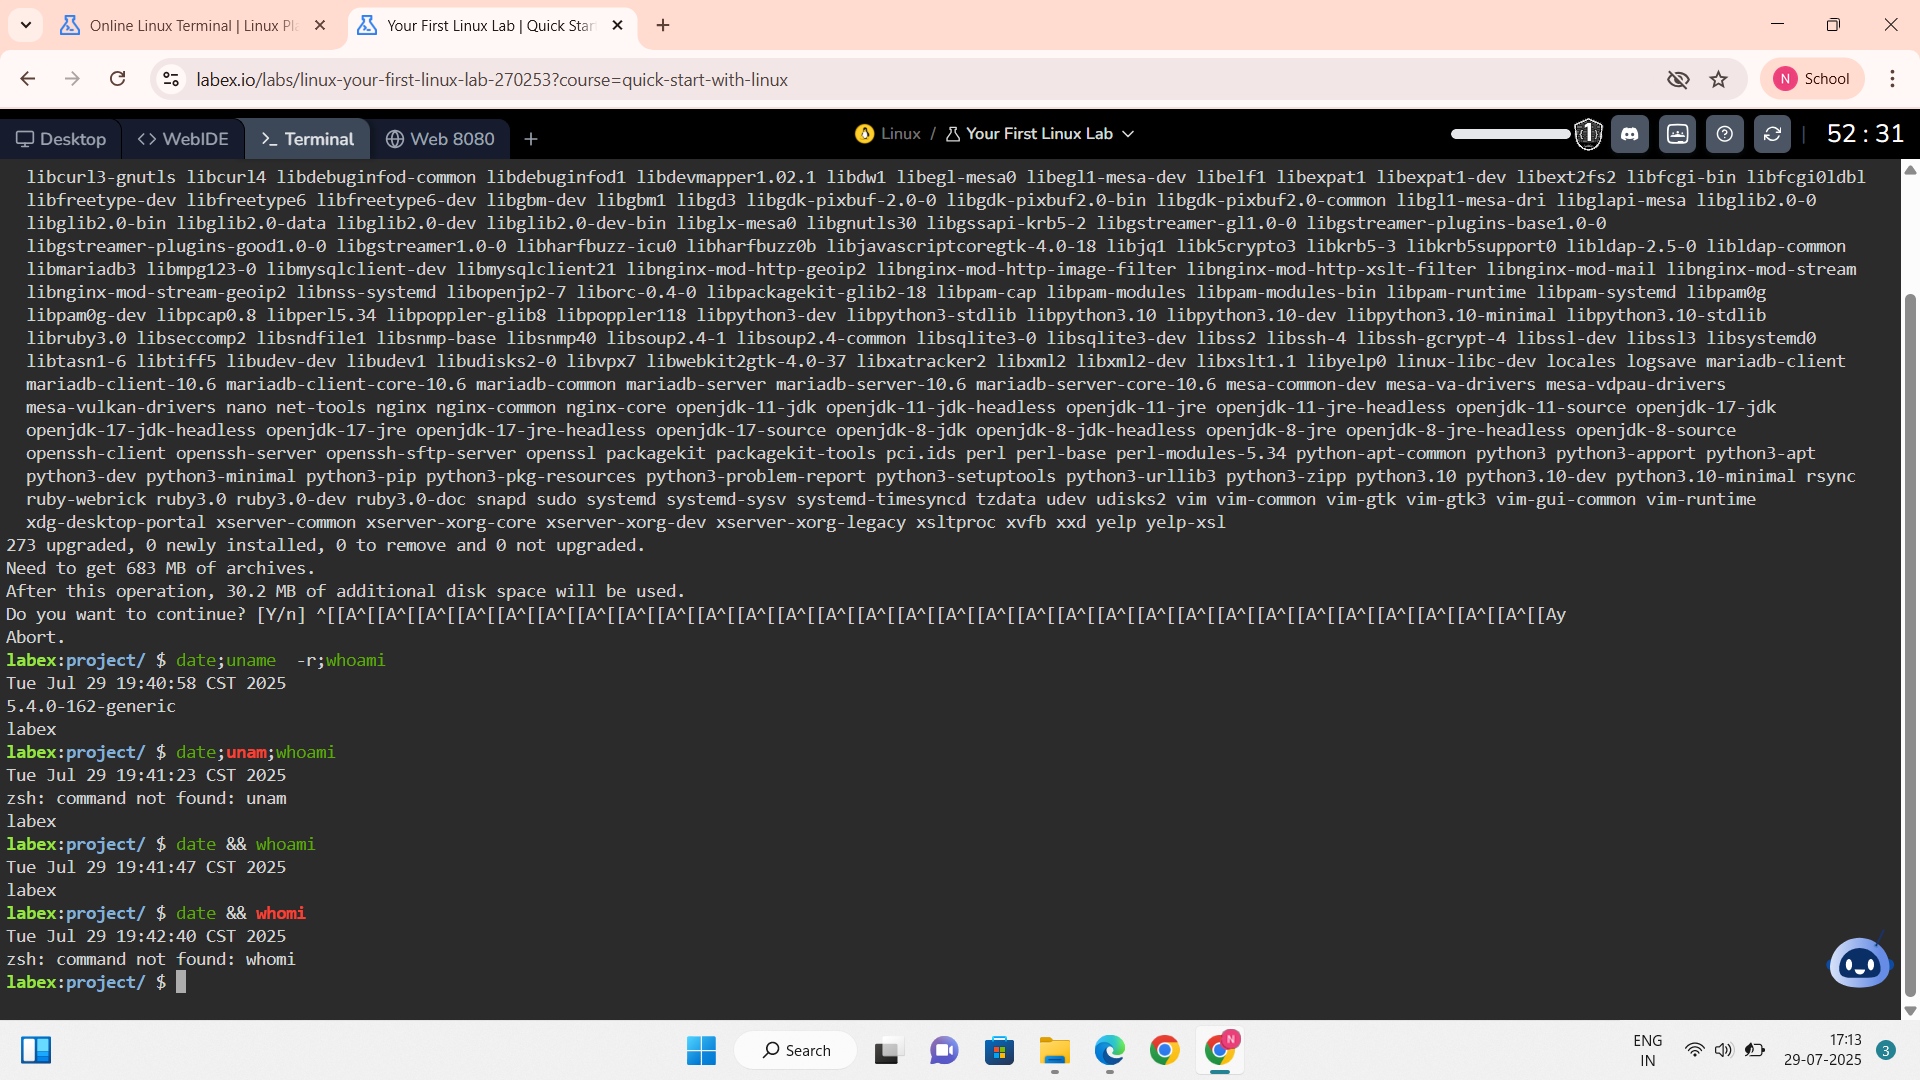 Online Linux Terminal | Linux Pla
Your First Linux Lab | Quick Star
labex.io/labs/linux-your-first-linux-lab-270253?course=quick-start-with-linux
N School
Desktop
WebIDE
Terminal
Web 8080
Linux / Your First Linux Lab
1
52 : 31
libcurl3-gnutls libcurl4 libdebuginfod-common libdebuginfod1 libdevmapper1.02.1 libdw1 libegl-mesa0 libegl1-mesa-dev libelf1 libexpat1 libexpat1-dev libext2fs2 libfcgi-bin libfcgi0ldbl
libfreetype-dev libfreetype6 libfreetype6-dev libgbm-dev libgbm1 libgd3 libgdk-pixbuf-2.0-0 libgdk-pixbuf2.0-bin libgdk-pixbuf2.0-common libgl1-mesa-dri libglapi-mesa libglib2.0-0
libglib2.0-bin libglib2.0-data libglib2.0-dev libglib2.0-dev-bin libglx-mesa0 libgnutls30 libgssapi-krb5-2 libgstreamer-gl1.0-0 libgstreamer-plugins-base1.0-0
libgstreamer-plugins-good1.0-0 libgstreamer1.0-0 libharfbuzz-icu0 libharfbuzz0b libjavascriptcoregtk-4.0-18 libjq1 libk5crypto3 libkrb5-3 libkrb5support0 libldap-2.5-0 libldap-common
libmariadb3 libmpg123-0 libmysqlclient-dev libmysqlclient21 libnginx-mod-http-geoip2 libnginx-mod-http-image-filter libnginx-mod-http-xslt-filter libnginx-mod-mail libnginx-mod-stream
libnginx-mod-stream-geoip2 libnss-systemd libopenjp2-7 liborc-0.4-0 libpackagekit-glib2-18 libpam-cap libpam-modules libpam-modules-bin libpam-runtime libpam-systemd libpam0g
libpam0g-dev libpcap0.8 libperl5.34 libpoppler-glib8 libpoppler118 libpython3-dev libpython3-stdlib libpython3.10 libpython3.10-dev libpython3.10-minimal libpython3.10-stdlib
libruby3.0 libseccomp2 libsndfile1 libsnmp-base libsnmp40 libsoup2.4-1 libsoup2.4-common libsqlite3-0 libsqlite3-dev libss2 libssh-4 libssh-gcrypt-4 libssl-dev libssl3 libsystemd0
libtasn1-6 libtiff5 libudev-dev libudev1 libudisks2-0 libvpx7 libwebkit2gtk-4.0-37 libxatracker2 libxml2 libxml2-dev libxslt1.1 libyelp0 linux-libc-dev locales logsave mariadb-client
mariadb-client-10.6 mariadb-client-core-10.6 mariadb-common mariadb-server mariadb-server-10.6 mariadb-server-core-10.6 mesa-common-dev mesa-va-drivers mesa-vdpau-drivers
mesa-vulkan-drivers nano net-tools nginx nginx-common nginx-core openjdk-11-jdk openjdk-11-jdk-headless openjdk-11-jre openjdk-11-jre-headless openjdk-11-source openjdk-17-jdk
openjdk-17-jdk-headless openjdk-17-jre openjdk-17-jre-headless openjdk-17-source openjdk-8-jdk openjdk-8-jdk-headless openjdk-8-jre openjdk-8-jre-headless openjdk-8-source
openssh-client openssh-server openssh-sftp-server openssl packagekit packagekit-tools pci.ids perl perl-base perl-modules-5.34 python-apt-common python3 python3-apport python3-apt
python3-dev python3-minimal python3-pip python3-pkg-resources python3-problem-report python3-setuptools python3-urllib3 python3-zipp python3.10 python3.10-dev python3.10-minimal rsync
ruby-webrick ruby3.0 ruby3.0-dev ruby3.0-doc snapd sudo systemd systemd-sysv systemd-timesyncd tzdata udev udisks2 vim vim-common vim-gtk vim-gtk3 vim-gui-common vim-runtime
xdg-desktop-portal xserver-common xserver-xorg-core xserver-xorg-dev xserver-xorg-legacy xsltproc xvfb xxd yelp yelp-xsl
273 upgraded, 0 newly installed, 0 to remove and 0 not upgraded.
Need to get 683 MB of archives.
After this operation, 30.2 MB of additional disk space will be used.
Do you want to continue? [Y/n] ^[[A^[[A^[[A^[[A^[[A^[[A^[[A^[[A^[[A^[[A^[[A^[[A^[[A^[[A^[[A^[[A^[[A^[[A^[[A^[[A^[[A^[[A^[[A^[[A^[[A^[[A^[[A^[[A^[[A^[[A^[[Ay
Abort.
labex:project/ $ date;uname  -r;whoami
Tue Jul 29 19:40:58 CST 2025
5.4.0-162-generic
labex
labex:project/ $ date;unam;whoami
Tue Jul 29 19:41:23 CST 2025
zsh: command not found: unam
labex
labex:project/ $ date && whoami
Tue Jul 29 19:41:47 CST 2025
labex
labex:project/ $ date && whomi
Tue Jul 29 19:42:40 CST 2025
zsh: command not found: whomi
labex:project/ $
Search
N
ENG
IN
17:13
29-07-2025
3